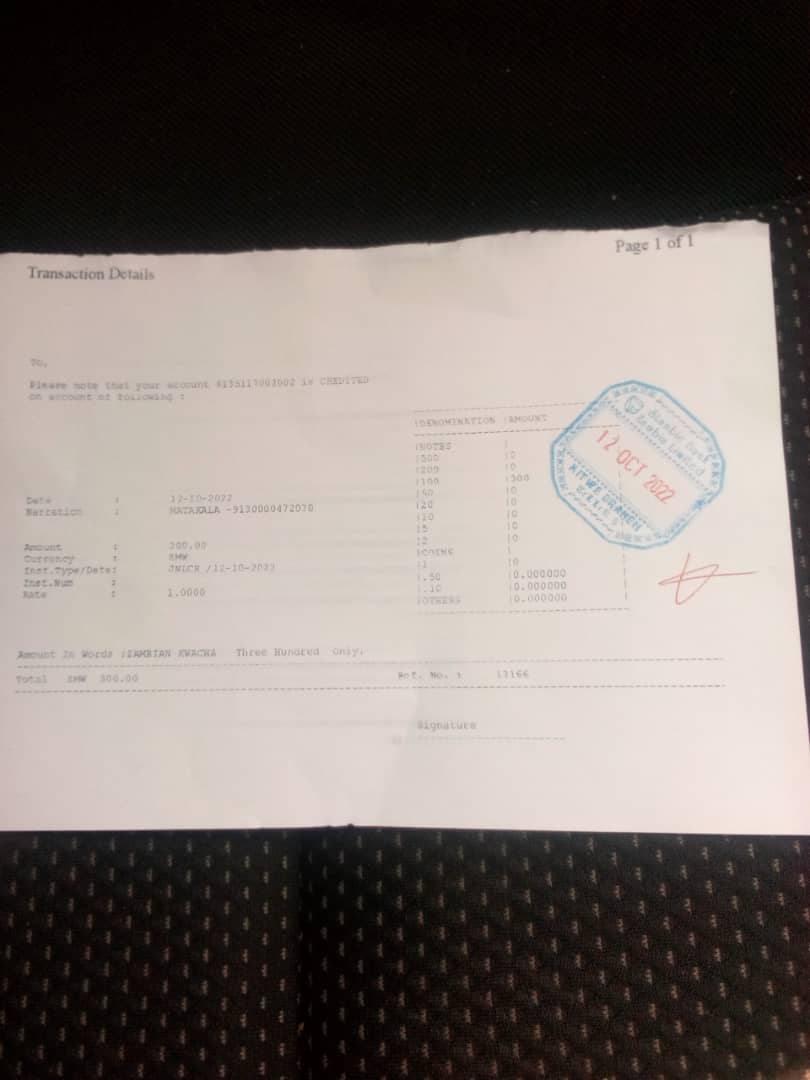 Page 1 of 1
Transaction Details
To,
Please note that your account 8135117002002 is CREDITED
on account of following :
|DENOMINATION |AMOUNT
|NOTES |
|500 |0
|200 |0
|100 |300
|50 |0
|20 |0
|10 |0
|5 |0
|2 |0
|COINS |
|1 |0
|.50 |0.000000
|.10 |0.000000
|OTHERS |0.000000
Date : 12-10-2022
Narration : MATAKALA -9130000472070
Amount : 300.00
Currency : ZMW
Inst.Type/Date: JNLCR /12-10-2022
Inst.Num :
Rate : 1.0000
Amount In Words :ZAMBIAN KWACHA Three Hundred Only.
Total ZMW 300.00
Ref. No. : 13166
Signature
Stanbic Bank
Zambia Limited
12 OCT 2022
KITWE BRANCH